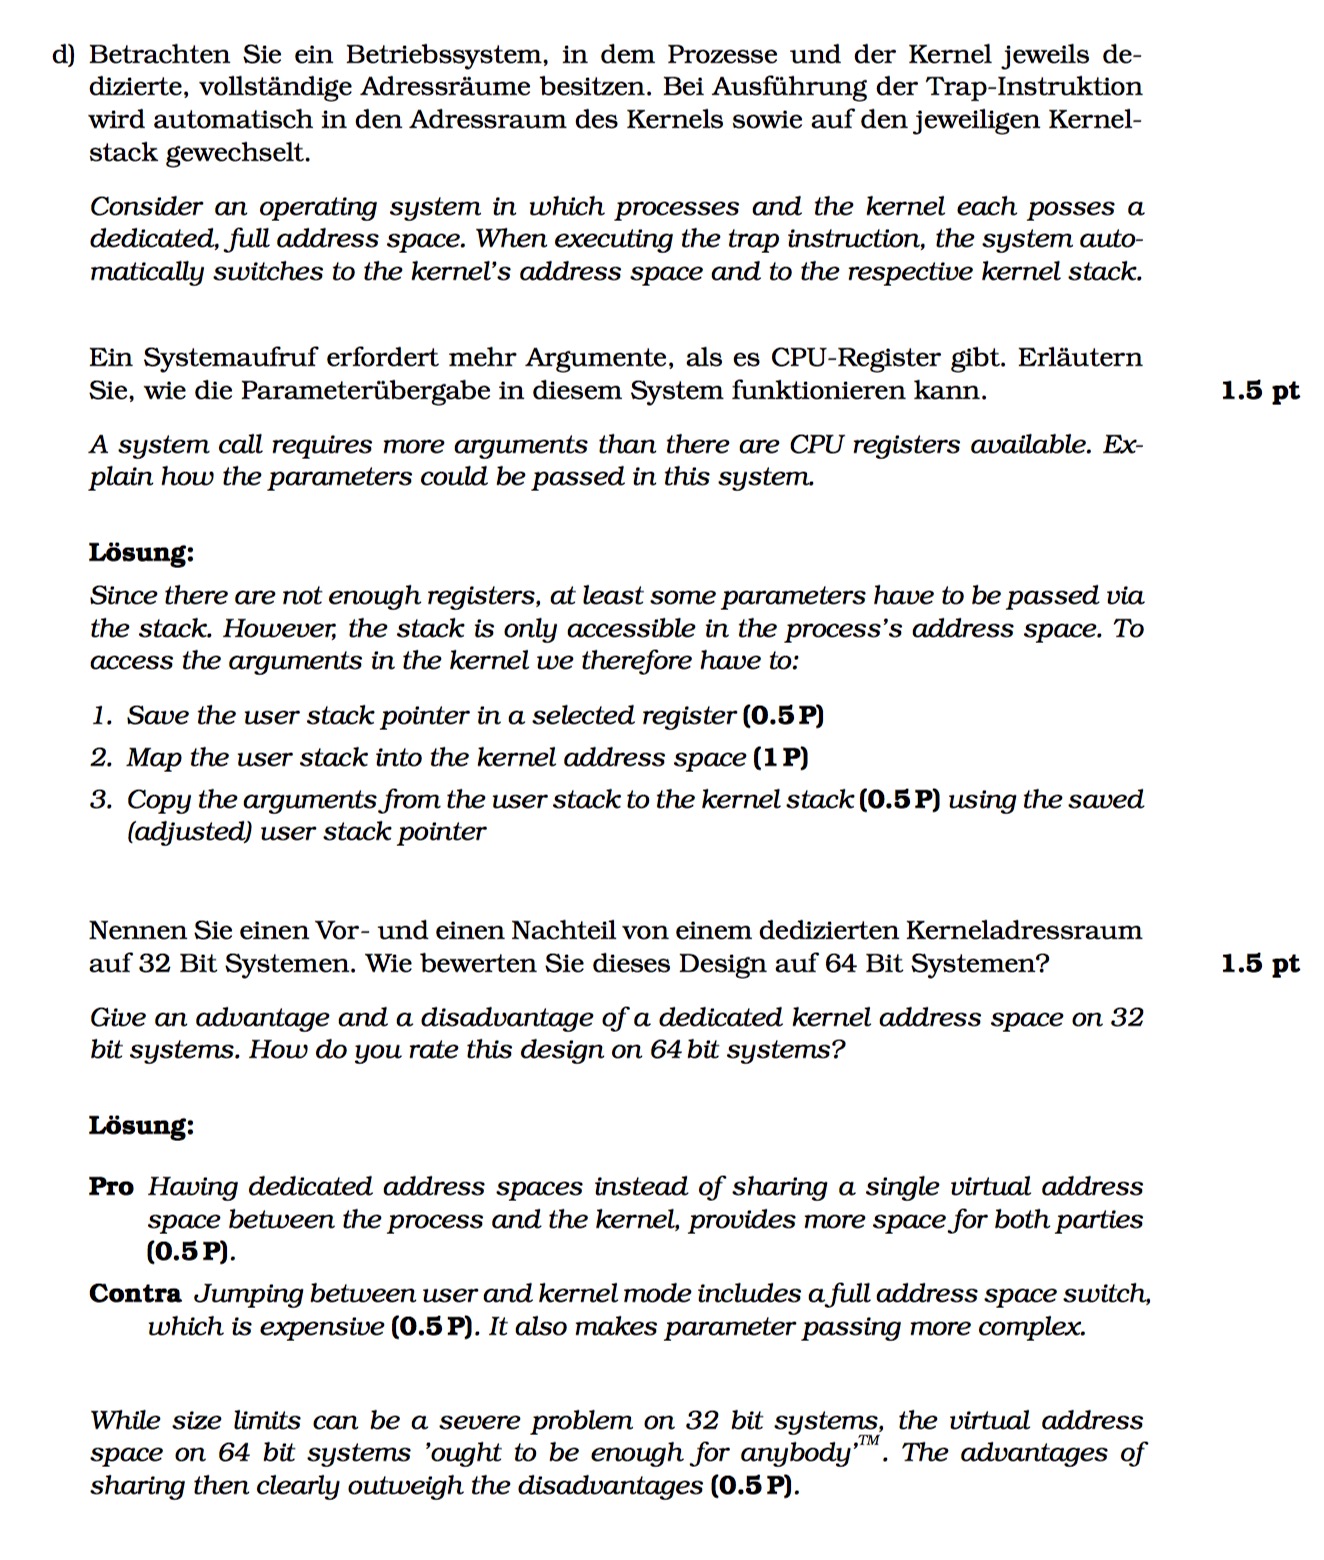 d) Betrachten Sie ein Betriebssystem, in dem Prozesse und der Kernel jeweils de-
dizierte, vollständige Adressräume besitzen. Bei Ausführung der Trap-Instruktion
wird automatisch in den Adressraum des Kernels sowie auf den jeweiligen Kernel-
stack gewechselt.
Consider an operating system in which processes and the kernel each posses a
dedicated, full address space. When executing the trap instruction, the system auto-
matically switches to the kernel's address space and to the respective kernel stack.
Ein Systemaufruf erfordert mehr Argumente, als es CPU-Register gibt. Erläutern
Sie, wie die Parameterübergabe in diesem System funktionieren kann. 1.5 pt
A system call requires more arguments than there are CPU registers available. Ex-
plain how the parameters could be passed in this system.
Lösung:
Since there are not enough registers, at least some parameters have to be passed via
the stack. However, the stack is only accessible in the process's address space. To
access the arguments in the kernel we therefore have to:
1. Save the user stack pointer in a selected register (0.5 P)
2. Map the user stack into the kernel address space (1 P)
3. Copy the arguments from the user stack to the kernel stack (0.5 P) using the saved
(adjusted) user stack pointer
Nennen Sie einen Vor- und einen Nachteil von einem dedizierten Kerneladressraum
auf 32 Bit Systemen. Wie bewerten Sie dieses Design auf 64 Bit Systemen? 1.5 pt
Give an advantage and a disadvantage of a dedicated kernel address space on 32
bit systems. How do you rate this design on 64 bit systems?
Lösung:
Pro Having dedicated address spaces instead of sharing a single virtual address
space between the process and the kernel, provides more space for both parties
(0.5 P).
Contra Jumping between user and kernel mode includes a full address space switch,
which is expensive (0.5 P). It also makes parameter passing more complex.
While size limits can be a severe problem on 32 bit systems, the virtual address
space on 64 bit systems 'ought to be enough for anybody'™. The advantages of
sharing then clearly outweigh the disadvantages (0.5 P).